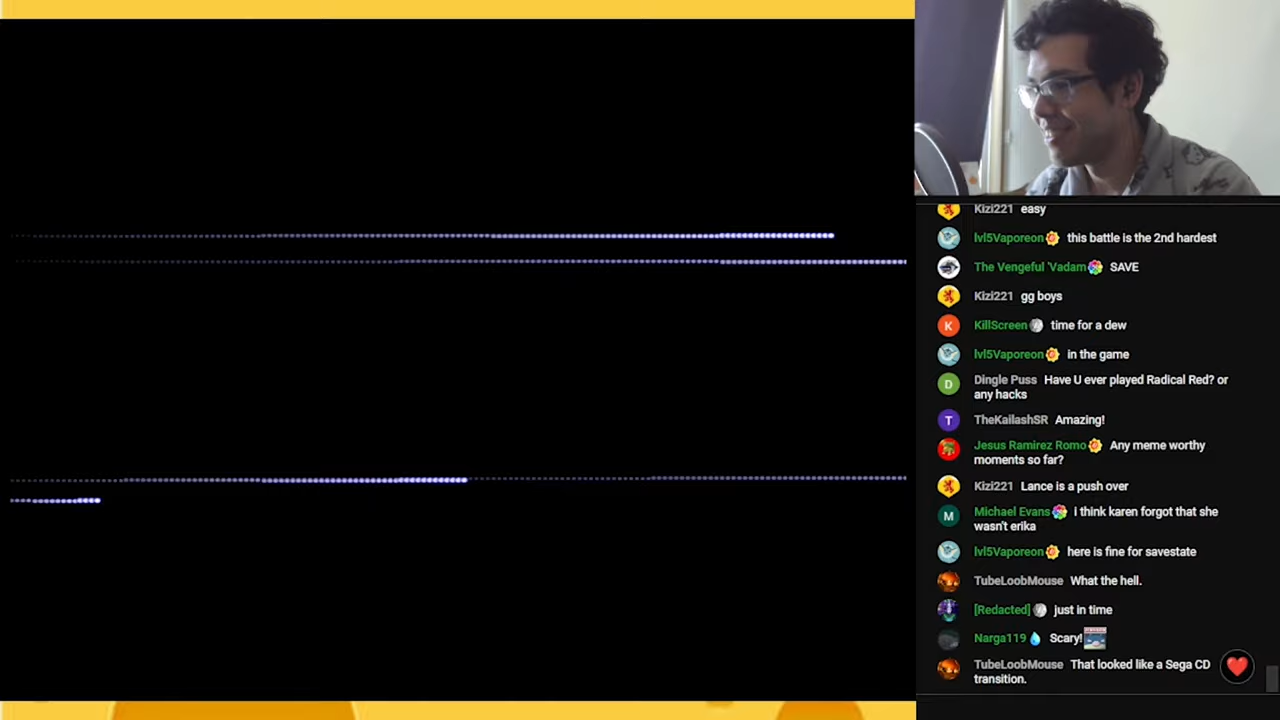 Kizi221 easy
lvl5Vaporeon this battle is the 2nd hardest
The Vengeful 'Vadam SAVE
Kizi221 gg boys
K KillScreen time for a dew
lvl5Vaporeon in the game
D Dingle Puss Have U ever played Radical Red? or
any hacks
T TheKailashSR Amazing!
Jesus Ramirez Romo Any meme worthy
moments so far?
Kizi221 Lance is a push over
M Michael Evans i think karen forgot that she
wasn't erika
lvl5Vaporeon here is fine for savestate
TubeLoobMouse What the hell.
[Redacted] just in time
Narga119 Scary!
TubeLoobMouse That looked like a Sega CD
transition.